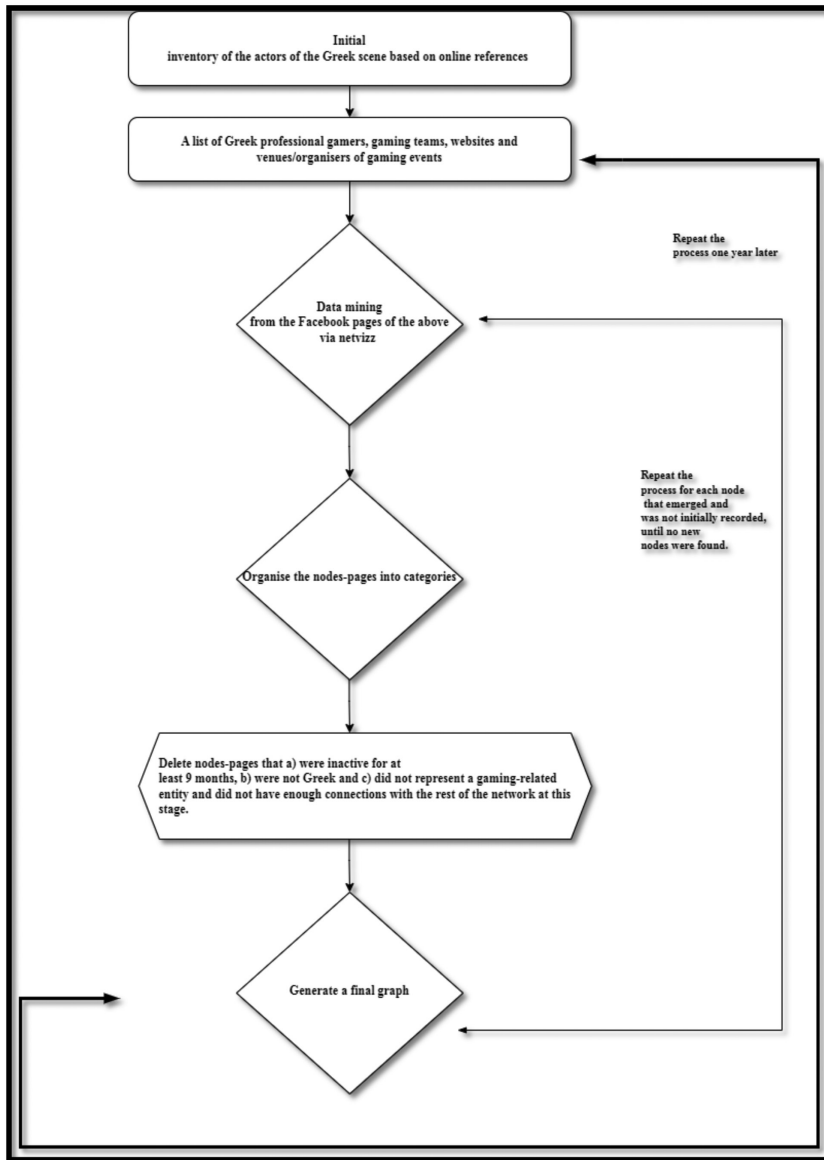 Initial
inventory of the actors of the Greek scene based on online references
A list of Greek professional gamers, gaming teams, websites and
venues/organisers of gaming events
Repeat the
process one year later
Data mining
from the Facebook pages of the above
via netvizz
Repeat the
process for each node
that emerged and
was not initially recorded,
until no new
nodes were found.
Organise the nodes-pages into categories
Delete nodes-pages that a) were inactive for at
least 9 months, b) were not Greek and c) did not represent a gaming-related
entity and did not have enough connections with the rest of the network at this
stage.
Generate a final graph